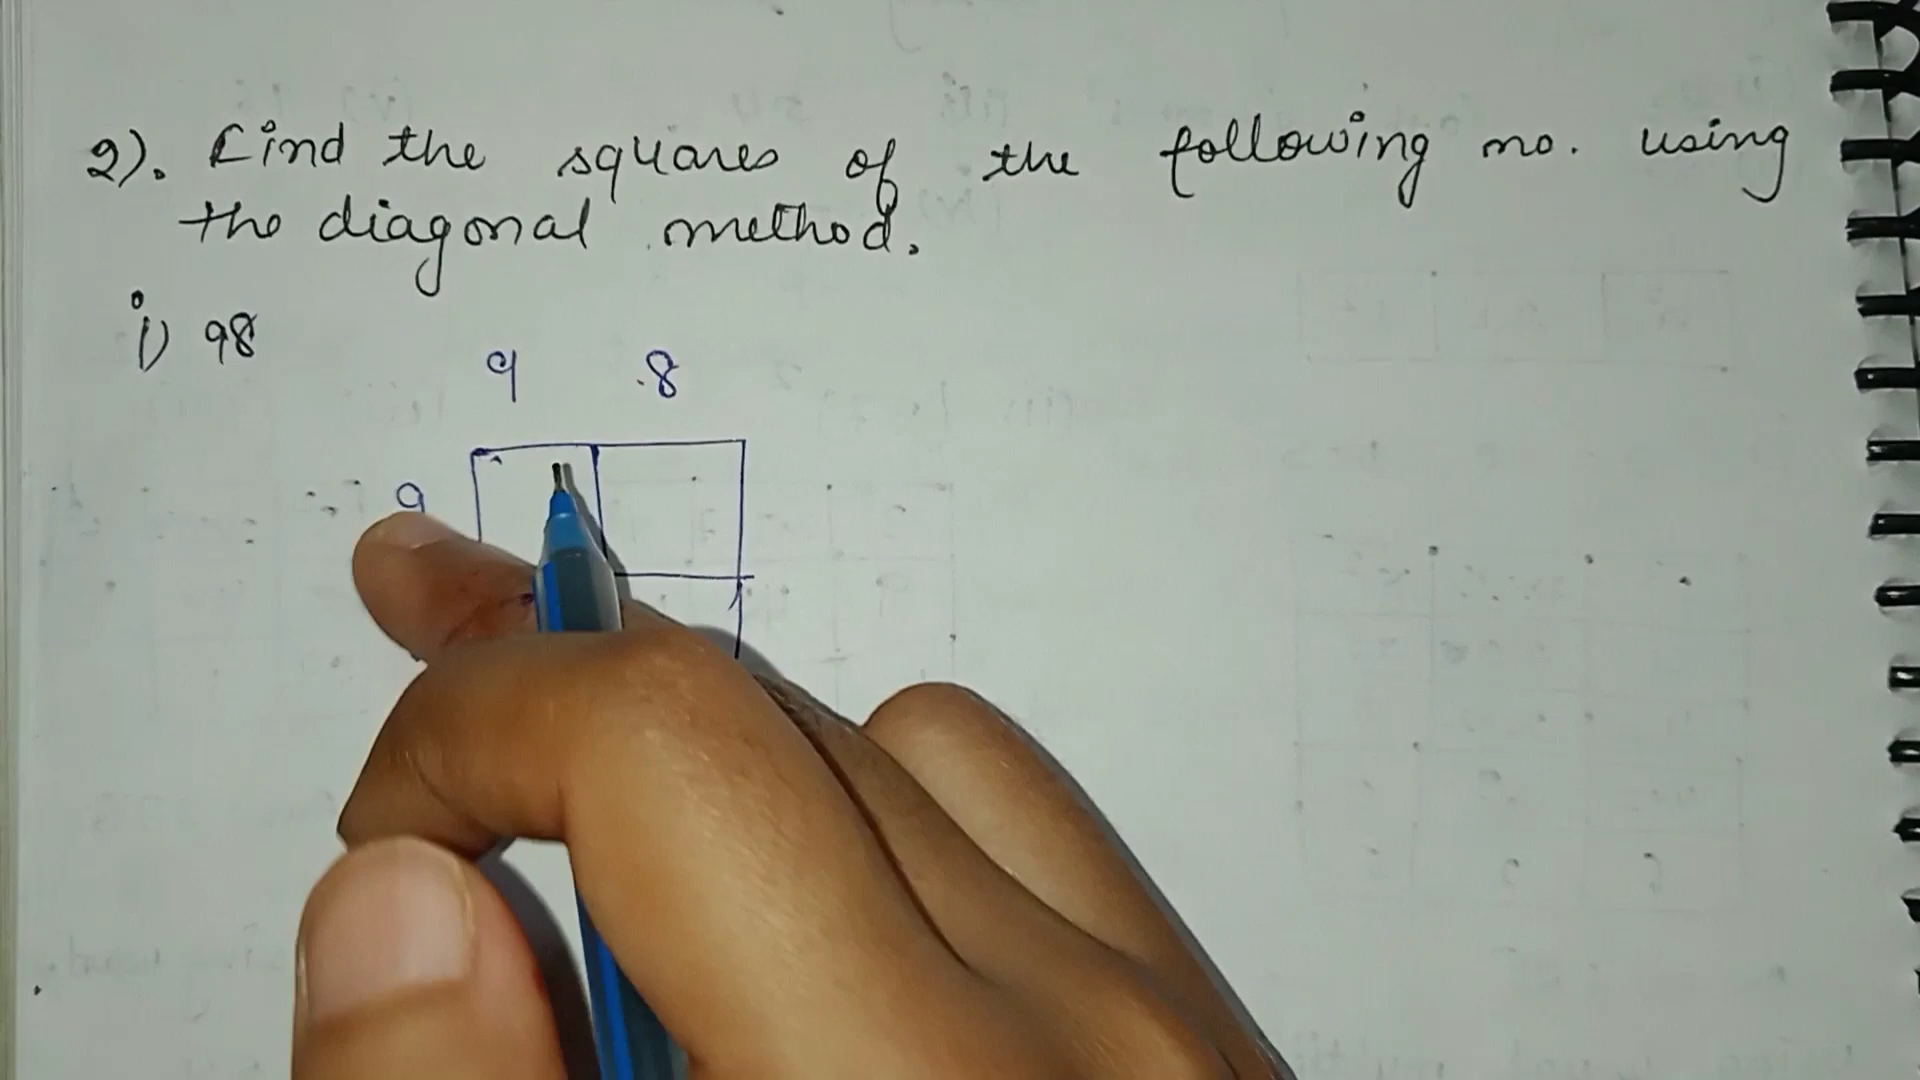 2). Find the squares of the following no. using
the diagonal method.
i) 98
9 8
9